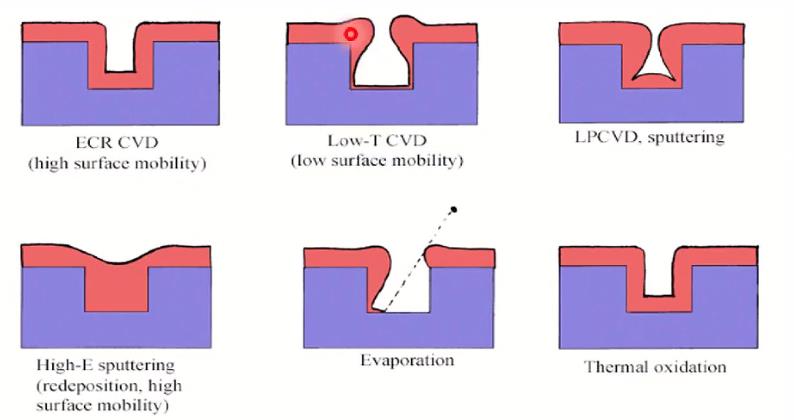 ECR CVD
(high surface mobility)
Low-T CVD
(low surface mobility)
LPCVD, sputtering
High-E sputtering
(redeposition, high
surface mobility)
Evaporation
Thermal oxidation